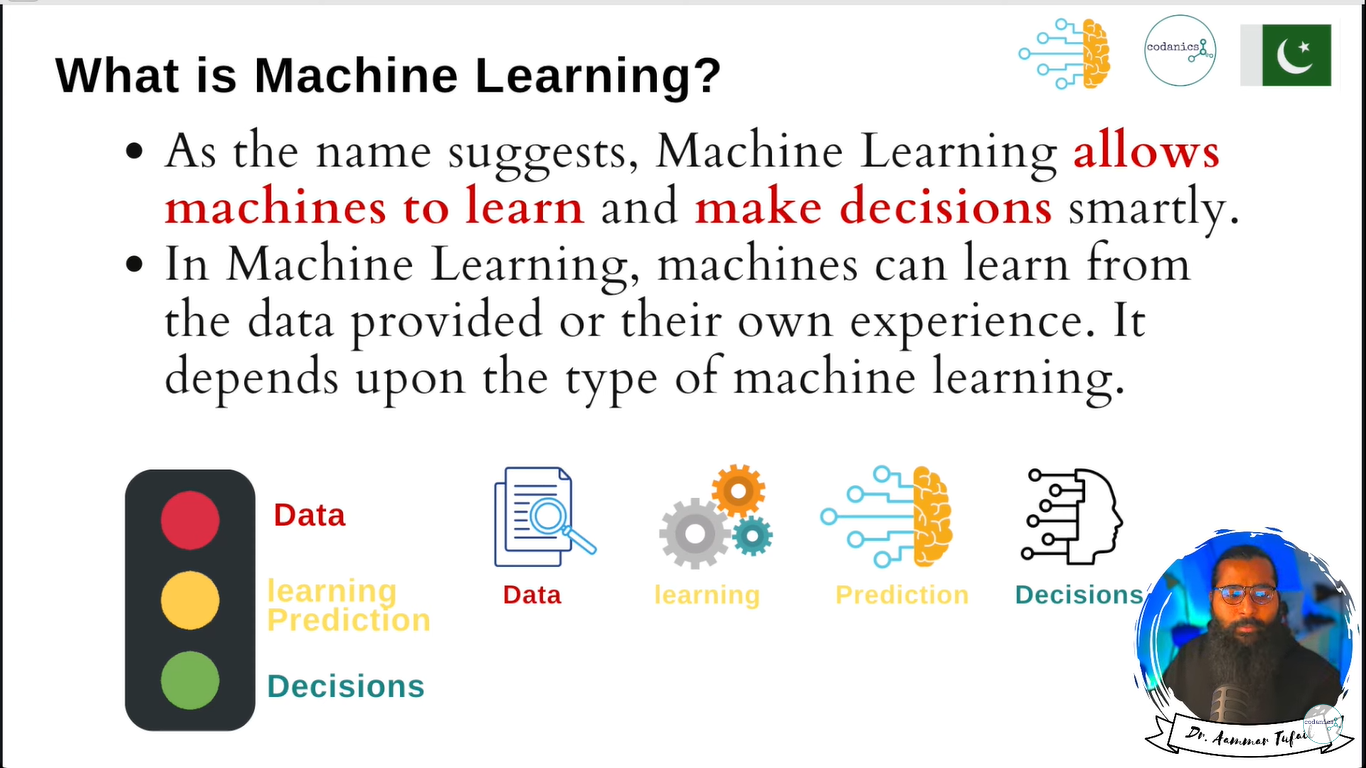 What is Machine Learning?
codanics
• As the name suggests, Machine Learning allows
machines to learn and make decisions smartly.
• In Machine Learning, machines can learn from
the data provided or their own experience. It
depends upon the type of machine learning.
Data
learning
Prediction
Decisions
Data
learning
Prediction
Decisions
codanics
Dr. Aammar